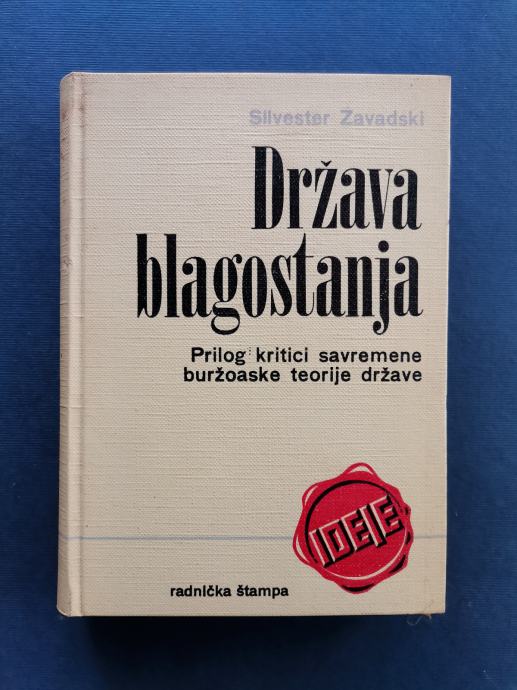 Silvester Zavadski
Država
blagostanja
Prilog kritici savremene
buržoaske teorije države
IDEJE
radnička štampa